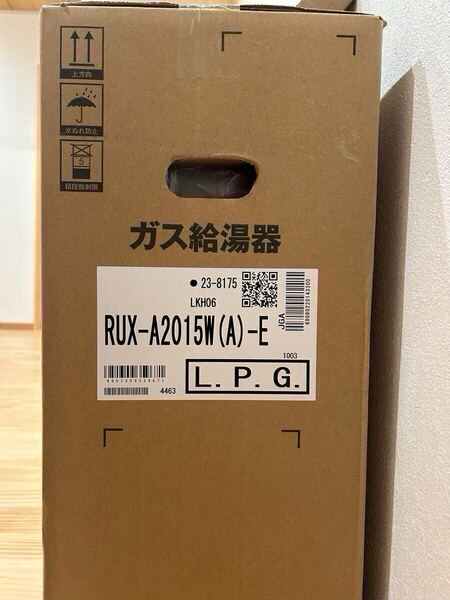 上方向
水ぬれ防止
5
積段数制限
ガス給湯器
●23-8175
LKH06
RUX-A2015W(A)-E
JGA
1003
4463
L.P.G.